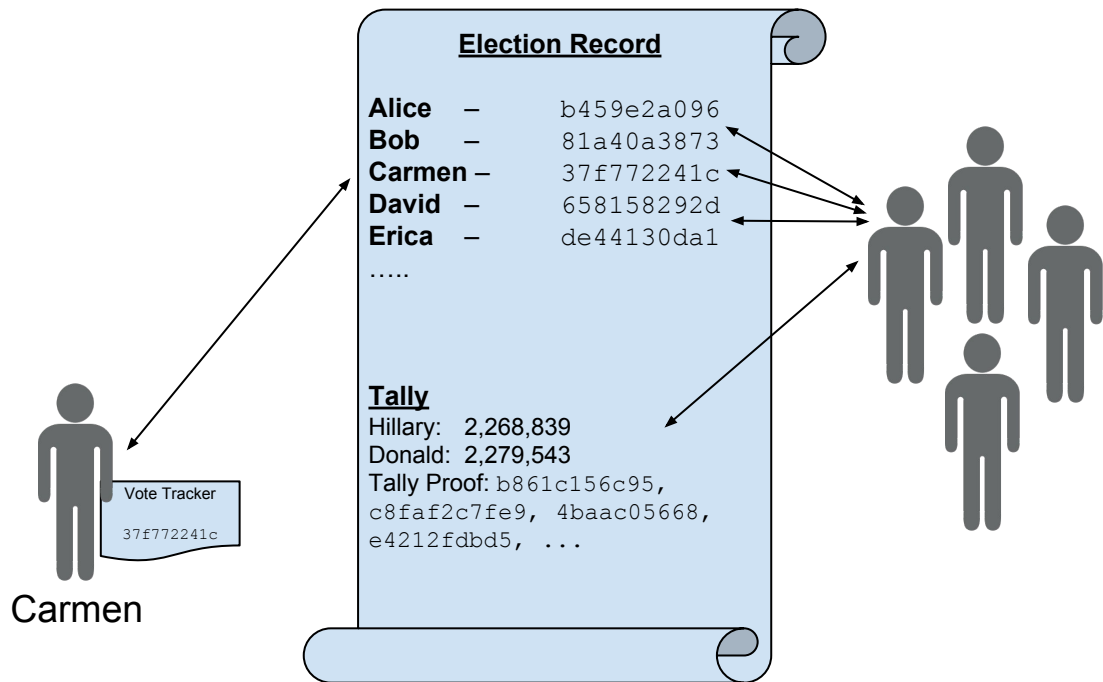 Election Record
Alice – b459e2a096
Bob – 81a40a3873
Carmen – 37f772241c
David – 658158292d
Erica – de44130da1
…..
Tally
Hillary: 2,268,839
Donald: 2,279,543
Tally Proof: b861c156c95,
c8faf2c7fe9, 4baac05668,
e4212fdbd5, ...
Vote Tracker
37f772241c
Carmen